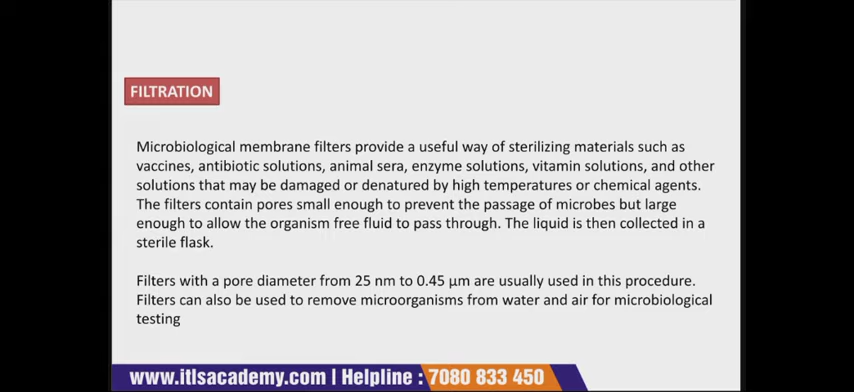 FILTRATION
Microbiological membrane filters provide a useful way of sterilizing materials such as
vaccines, antibiotic solutions, animal sera, enzyme solutions, vitamin solutions, and other
solutions that may be damaged or denatured by high temperatures or chemical agents.
The filters contain pores small enough to prevent the passage of microbes but large
enough to allow the organism free fluid to pass through. The liquid is then collected in a
sterile flask.
Filters with a pore diameter from 25 nm to 0.45 μm are usually used in this procedure.
Filters can also be used to remove microorganisms from water and air for microbiological
testing
www.itlsacademy.com | Helpline : 7080 833 450